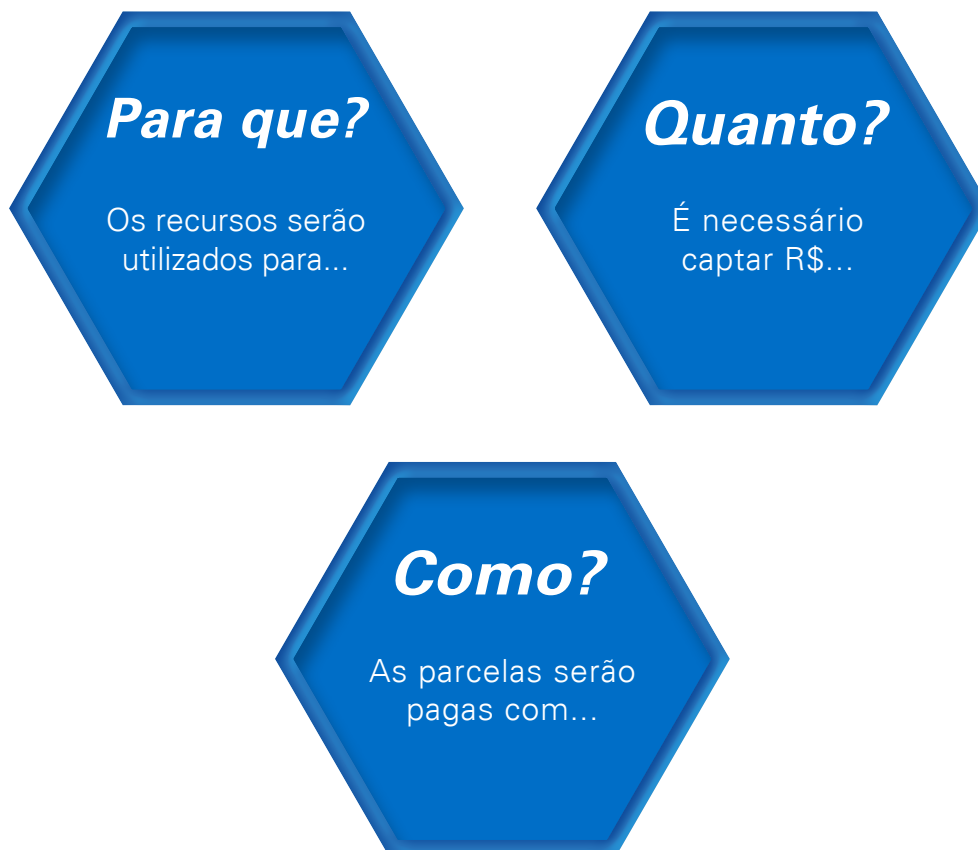 Para que?
Os recursos serão
utilizados para...
Quanto?
É necessário
captar R$...
Como?
As parcelas serão
pagas com...